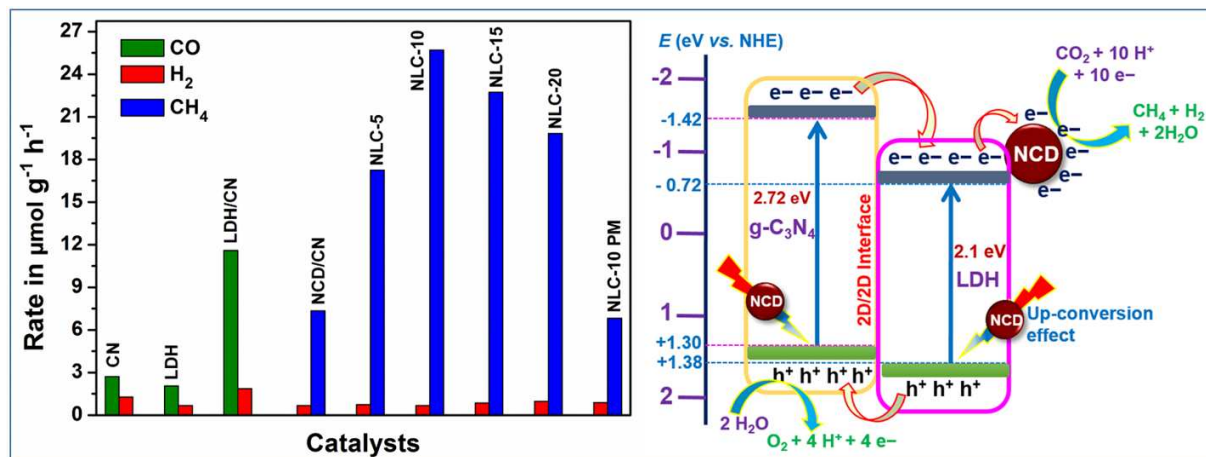 Rate in µmol g⁻¹ h⁻¹
27
24
21
18
15
12
9
6
3
0
CO
H₂
CH₄
CN
LDH
LDH/CN
NCD/CN
NLC-5
NLC-10
NLC-15
NLC-20
NLC-10 PM
Catalysts
E (eV vs. NHE)
-2
-1.42
-1
- 0.72
0
1
+1.30
+1.38
2
e– e– e–
2.72 eV
g-C₃N₄
NCD
h⁺ h⁺ h⁺ h⁺
2 H₂O
O₂ + 4 H⁺ + 4 e–
2D/2D Interface
e– e– e– e–
2.1 eV
LDH
NCD
Up-conversion
effect
h⁺ h⁺ h⁺
CO₂ + 10 H⁺
+ 10 e–
CH₄ + H₂
+ 2H₂O
NCD
e–
e–
e–
e–
e–
e–